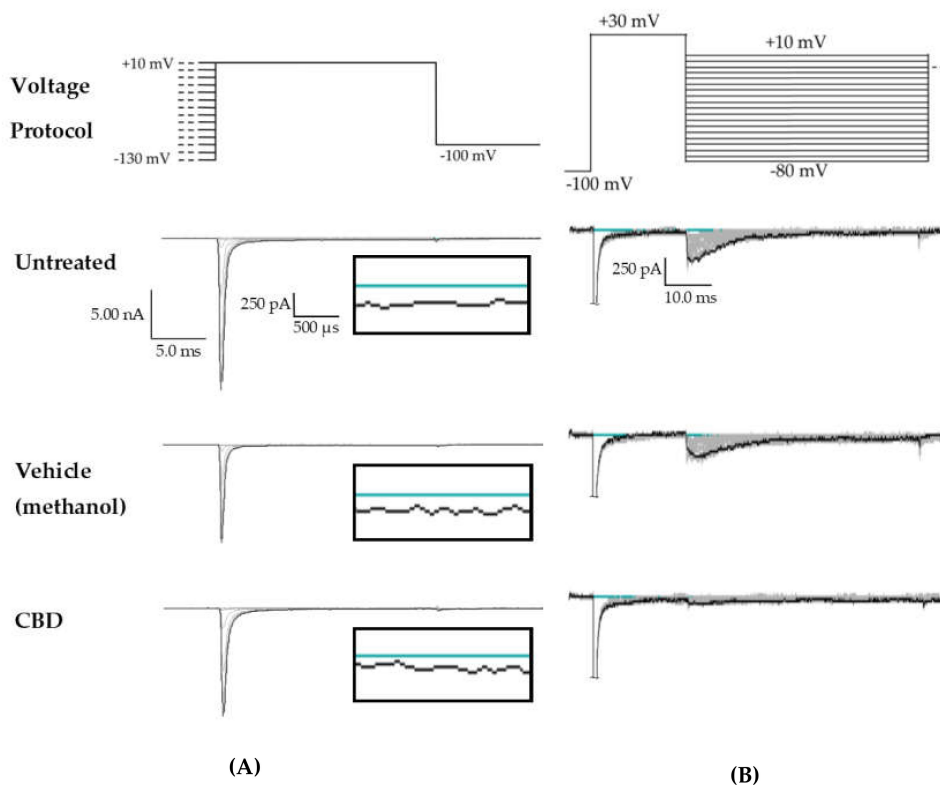 Voltage
Protocol
+10 mV
-130 mV
-100 mV
+30 mV
+10 mV
-100 mV
-80 mV
Untreated
5.00 nA
5.0 ms
250 pA
500 µs
250 pA
10.0 ms
Vehicle
(methanol)
CBD
(A)
(B)